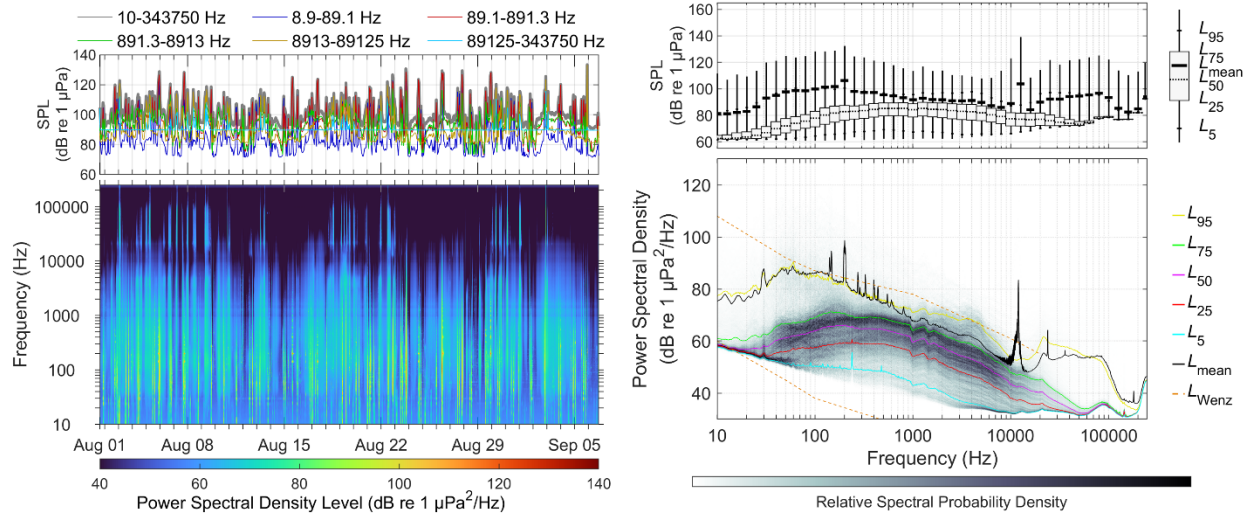 10-343750 Hz 8.9-89.1 Hz 89.1-891.3 Hz
891.3-8913 Hz 8913-89125 Hz 89125-343750 Hz
SPL
(dB re 1 µPa)
140
120
100
80
60
Frequency (Hz)
100000
10000
1000
100
10
Aug 01 Aug 08 Aug 15 Aug 22 Aug 29 Sep 05
40 60 80 100 120 140
Power Spectral Density Level (dB re 1 µPa²/Hz)
SPL
(dB re 1 µPa)
160
140
120
100
80
60
L95
L75
Lmean
L50
L25
L5
Power Spectral Density
(dB re 1 µPa²/Hz)
120
100
80
60
40
10 100 1000 10000 100000
Frequency (Hz)
L95
L75
L50
L25
L5
Lmean
LWenz
Relative Spectral Probability Density